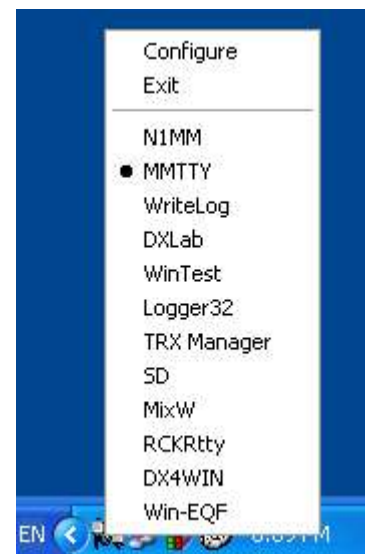 Configure
Exit
N1MM
MMTTY
WriteLog
DXLab
WinTest
Logger32
TRX Manager
SD
MixW
RCKRtty
DX4WIN
Win-EQF
EN